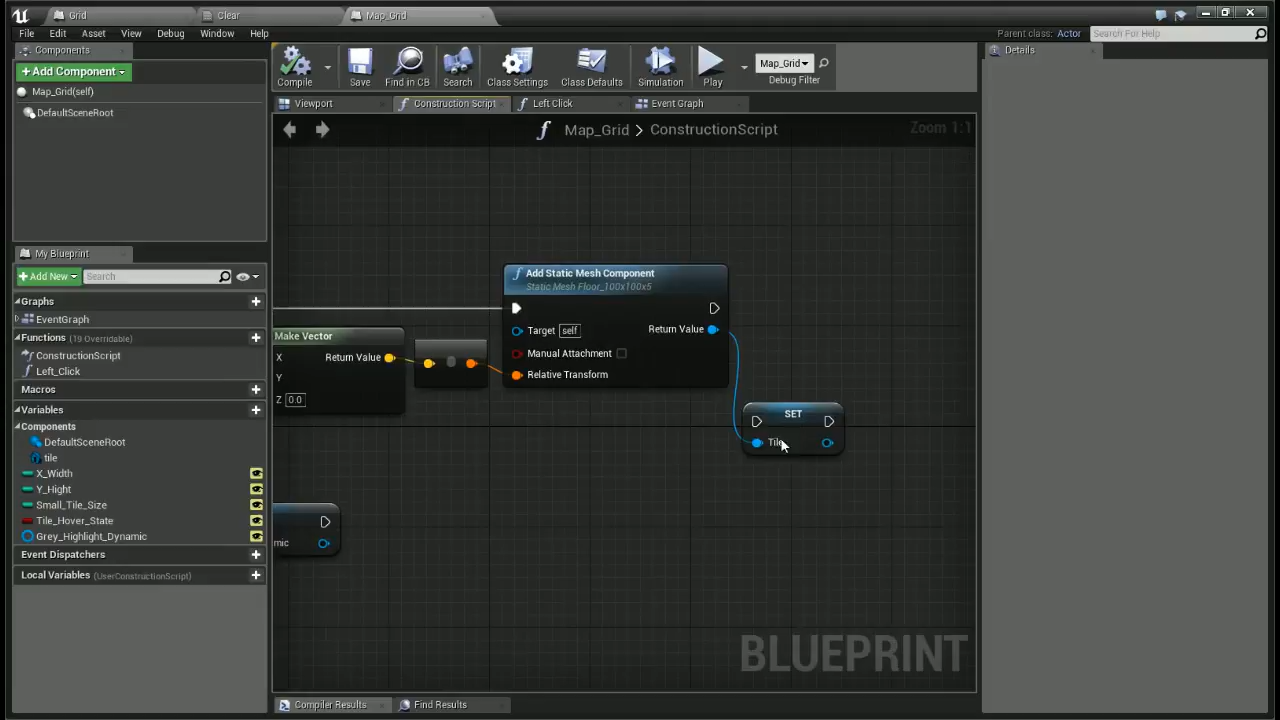 Grid
Clear
Map_Grid
File Edit Asset View Debug Window Help
Parent class: Actor
Search For Help
Components
+ Add Component
Map_Grid(self)
DefaultSceneRoot
Compile
Save
Find in CB
Search
Class Settings
Class Defaults
Simulation
Play
Map_Grid
Debug Filter
Details
Viewport
Construction Script
Left Click
Event Graph
Map_Grid > ConstructionScript
Zoom 1:1
My Blueprint
+ Add New
Search
Graphs
EventGraph
Functions (19 Overridable)
ConstructionScript
Left_Click
Macros
Variables
Components
DefaultSceneRoot
tile
X_Width
Y_Hight
Small_Tile_Size
Tile_Hover_State
Grey_Highlight_Dynamic
Event Dispatchers
Local Variables (UserConstructionScript)
Make Vector
X
Return Value
Y
Z 0.0
Add Static Mesh Component
Static Mesh Floor_100x100x5
Target self
Return Value
Manual Attachment
Relative Transform
SET
Tile
mic
BLUEPRINT
Compiler Results
Find Results